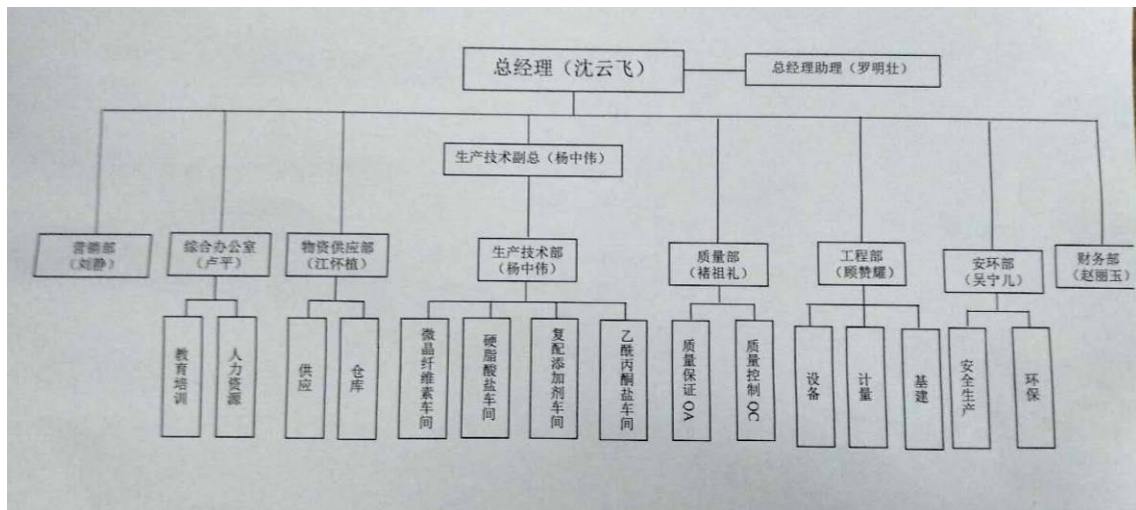 总经理（沈云飞）
总经理助理（罗明壮）
生产技术副总（杨中伟）
营销部
（刘静）
综合办公室
（卢平）
物资供应部
（江怀植）
生产技术部
（杨中伟）
质量部
（褚祖礼）
工程部
（顾赞耀）
安环部
（吴宁儿）
财务部
（赵丽玉）
教育培训
人力资源
供应
仓库
微晶纤维素车间
硬脂酸盐车间
复配添加剂车间
乙酰丙酮盐车间
质量保证QA
质量控制QC
设备
计量
基建
安全生产
环保